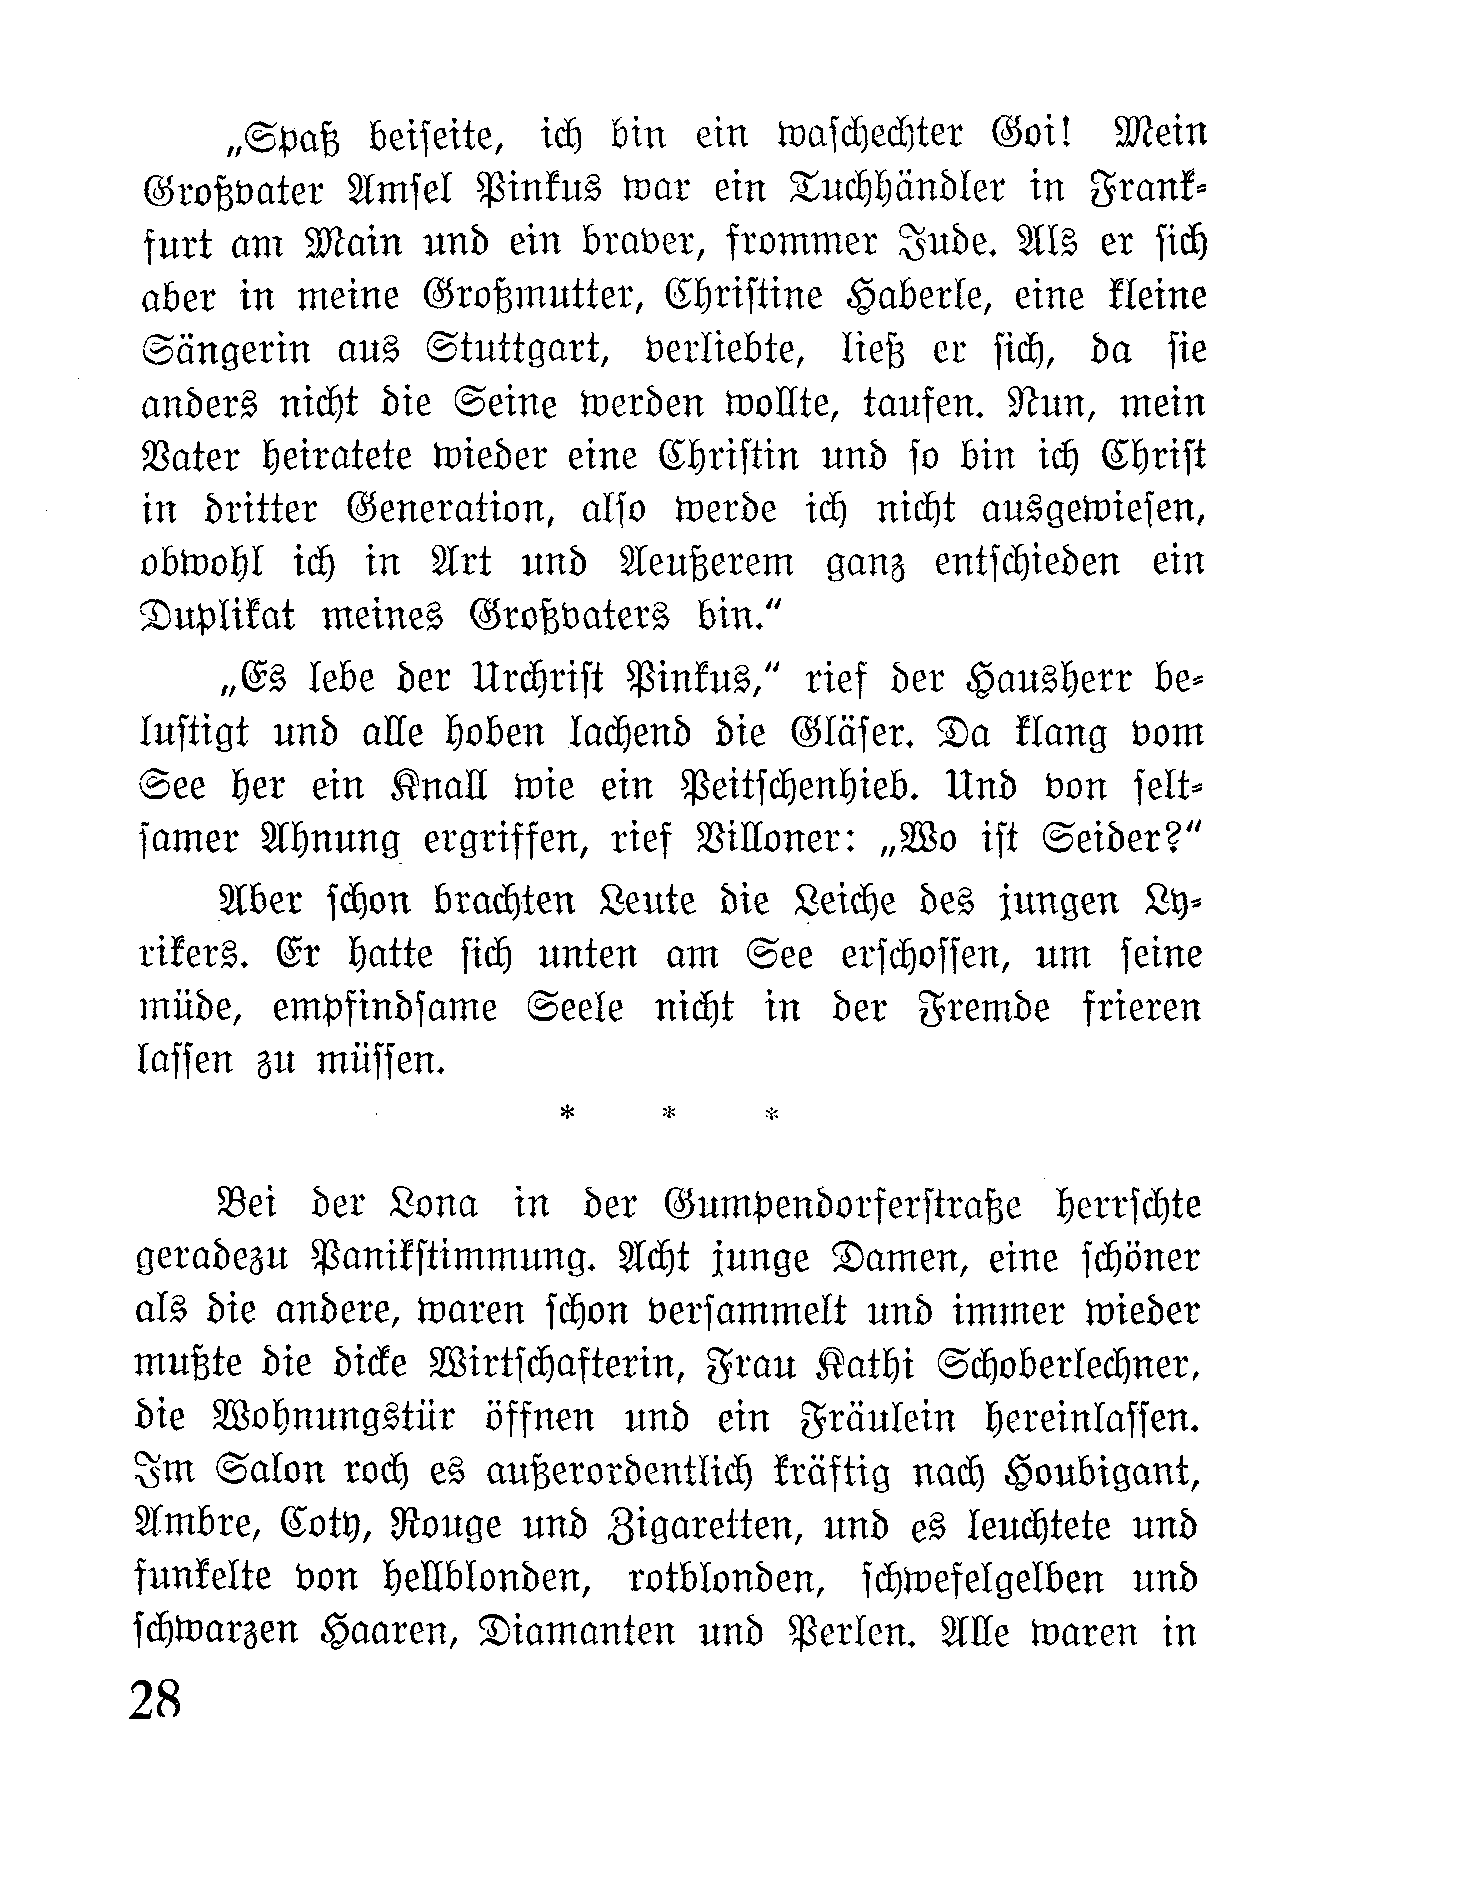 „Spaß beiseite, ich bin ein waschechter Goi! Mein
Großvater Amsel Pinkus war ein Tuchhändler in Frank-
furt am Main und ein braver, frommer Jude. Als er sich
aber in meine Großmutter, Christine Haberle, eine kleine
Sängerin aus Stuttgart, verliebte, ließ er sich, da sie
anders nicht die Seine werden wollte, taufen. Nun, mein
Vater heiratete wieder eine Christin und so bin ich Christ
in dritter Generation, also werde ich nicht ausgewiesen,
obwohl ich in Art und Aeußerem ganz entschieden ein
Duplikat meines Großvaters bin.“
„Es lebe der Urchrist Pinkus,“ rief der Hausherr be-
lustigt und alle hoben lachend die Gläser. Da klang vom
See her ein Knall wie ein Peitschenhieb. Und von selt-
samer Ahnung ergriffen, rief Villoner: „Wo ist Seider?“
Aber schon brachten Leute die Leiche des jungen Ly-
rikers. Er hatte sich unten am See erschossen, um seine
müde, empfindsame Seele nicht in der Fremde frieren
lassen zu müssen.
* * *
Bei der Lona in der Gumpendorferstraße herrschte
geradezu Panikstimmung. Acht junge Damen, eine schöner
als die andere, waren schon versammelt und immer wieder
mußte die dicke Wirtschafterin, Frau Kathi Schoberlechner,
die Wohnungstür öffnen und ein Fräulein hereinlassen.
Im Salon roch es außerordentlich kräftig nach Houbigant,
Ambre, Coty, Rouge und Zigaretten, und es leuchtete und
funkelte von hellblonden, rotblonden, schwefelgelben und
schwarzen Haaren, Diamanten und Perlen. Alle waren in
28